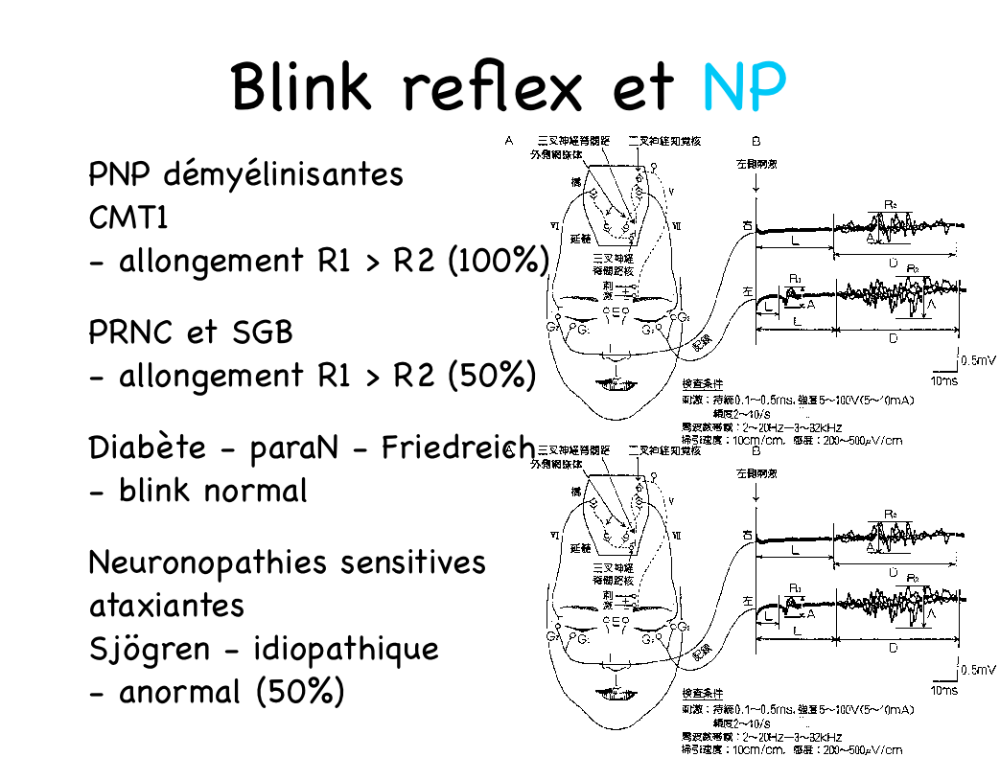 Blink reflex et NP
PNP démyélinisantes
CMT1
- allongement R1 > R2 (100%)
PRNC et SGB
- allongement R1 > R2 (50%)
Diabète - paraN - Friedreich
- blink normal
Neuronopathies sensitives
ataxiantes
Sjögren - idiopathique
- anormal (50%)
A
三叉神経脊髄路
三叉神経知覚核
外側網様体
橋
V
VI
VII
延髄
三叉神経
脊髄路核
刺激
G₂
G₁
G₁
G₂
記録
B
左側刺激
右
R₂
A
L
D
左
R₁
R₂
A
A
L
L
D
0.5mV
10ms
検査条件
刺激：持続0.1～0.5ms，強度5～100V(5～10mA)
頻度2～10/s
周波数帯域：2～20Hz－3～32kHz
掃引速度：10cm/cm，感度：200～500μV/cm
A
三叉神経脊髄路
三叉神経知覚核
外側網様体
橋
V
VI
VII
延髄
三叉神経
脊髄路核
刺激
G₂
G₁
G₁
G₂
記録
B
左側刺激
右
R₂
A
L
D
左
R₁
R₂
A
A
L
L
D
0.5mV
10ms
検査条件
刺激：持続0.1～0.5ms，強度5～100V(5～10mA)
頻度2～10/s
周波数帯域：2～20Hz－3～32kHz
掃引速度：10cm/cm，感度：200～500μV/cm